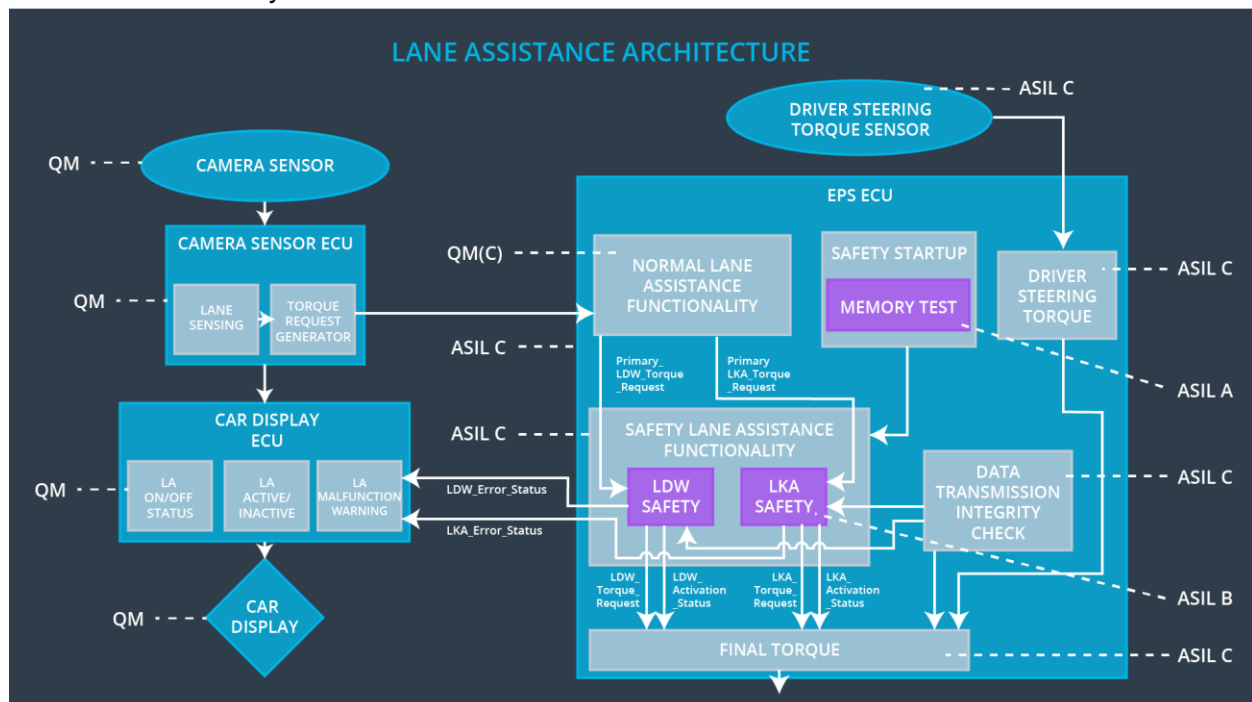 LANE ASSISTANCE ARCHITECTURE
ASIL C
DRIVER STEERING
TORQUE SENSOR
QM
CAMERA SENSOR
EPS ECU
CAMERA SENSOR ECU
QM
LANE
SENSING
TORQUE
REQUEST
GENERATOR
QM(C)
NORMAL LANE
ASSISTANCE
FUNCTIONALITY
SAFETY STARTUP
MEMORY TEST
DRIVER
STEERING
TORQUE
ASIL C
ASIL C
ASIL A
Primary_
LDW_Torque
_Request
Primary
LKA_Torque
_Request
CAR DISPLAY
ECU
QM
LA
ON/OFF
STATUS
LA
ACTIVE/
INACTIVE
LA
MALFUNCTION
WARNING
ASIL C
SAFETY LANE ASSISTANCE
FUNCTIONALITY
LDW
SAFETY
LKA
SAFETY
DATA
TRANSMISSION
INTEGRITY
CHECK
ASIL C
LDW_Error_Status
LKA_Error_Status
LDW_
Torque_
Request
LDW_
Activation
_Status
LKA_
Torque_
Request
LKA_
Activation
_Status
ASIL B
QM
CAR
DISPLAY
FINAL TORQUE
ASIL C